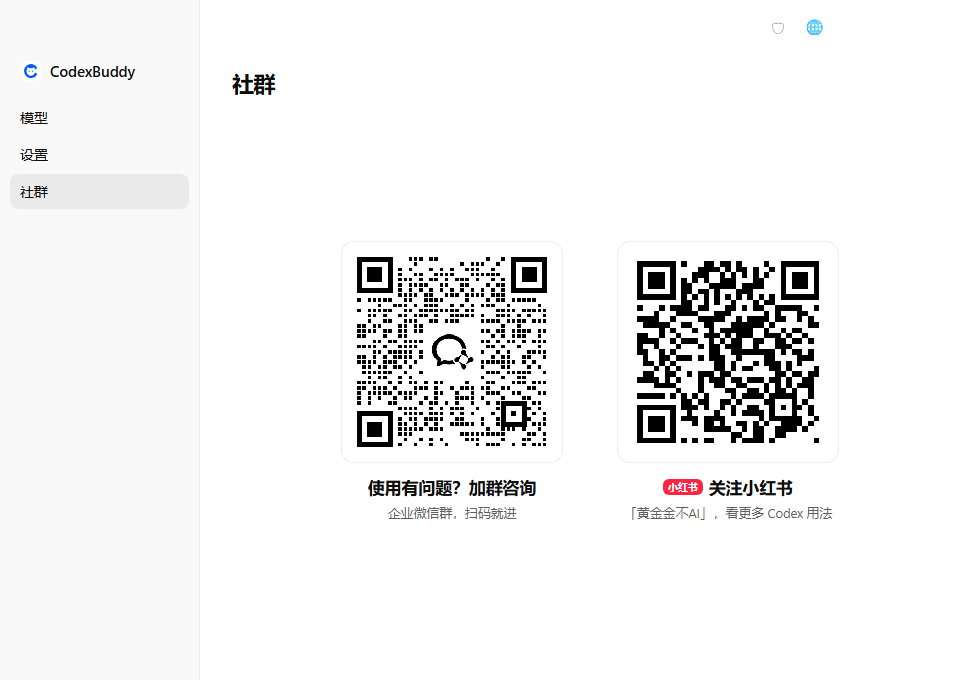 CodexBuddy
模型
设置
社群
社群
使用有问题？加群咨询
企业微信群，扫码就进
小红书 关注小红书
「黄金金不AI」，看更多 Codex 用法